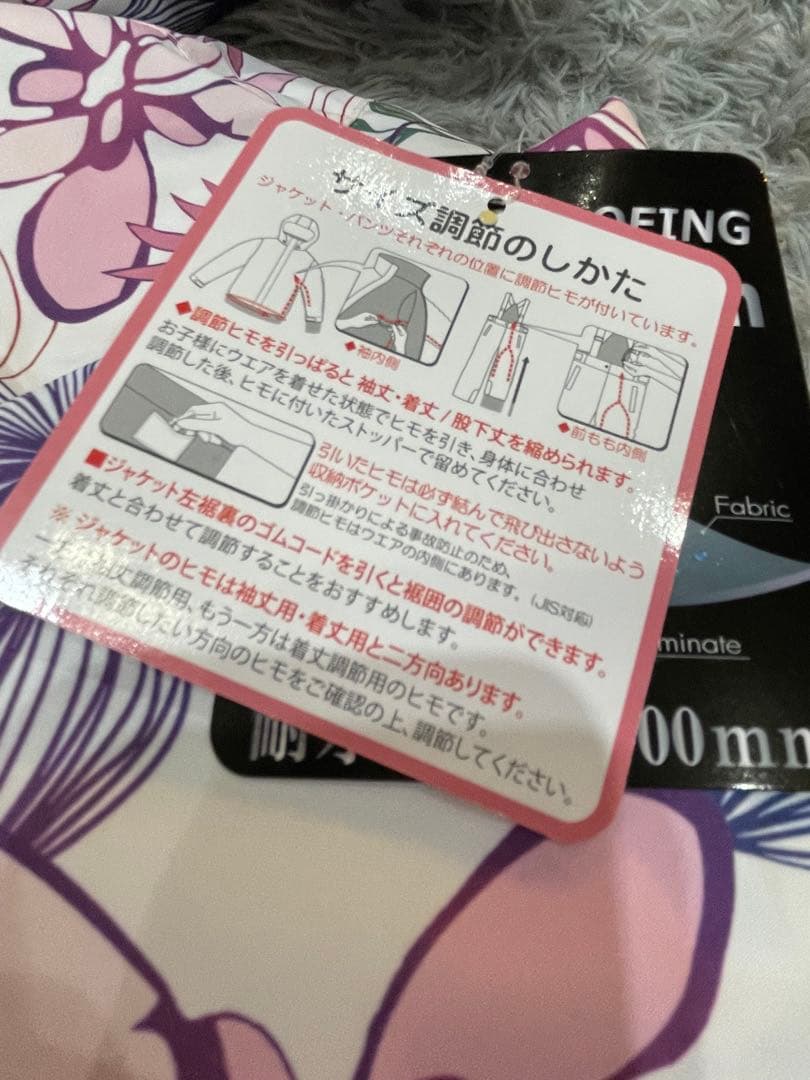 サイズ調節のしかた
ジャケット・パンツそれぞれの位置に調節ヒモが付いています。
◆袖内側
◆前もも内側
◆調節ヒモを引っぱると 袖丈・着丈/股下丈を縮められます。
お子様にウエアを着せた状態でヒモを引き、身体に合わせ
調節した後、ヒモに付いたストッパーで留めてください。
引いたヒモは必ず結んで飛び出さないよう
収納ポケットに入れてください。
引っ掛かりによる事故防止のため、
調節ヒモはウエアの内側にあります。(JIS対応)
■ジャケット左裾裏のゴムコードを引くと裾囲の調節ができます。
着丈と合わせて調節することをおすすめします。
※ ジャケットのヒモは袖丈用・着丈用と二方向あります。
一方は袖丈調節用、もう一方は着丈調節用のヒモです。
それぞれ調節したい方向のヒモをご確認の上、調節してください。
OFING
Fabric
minate
耐水
00mm